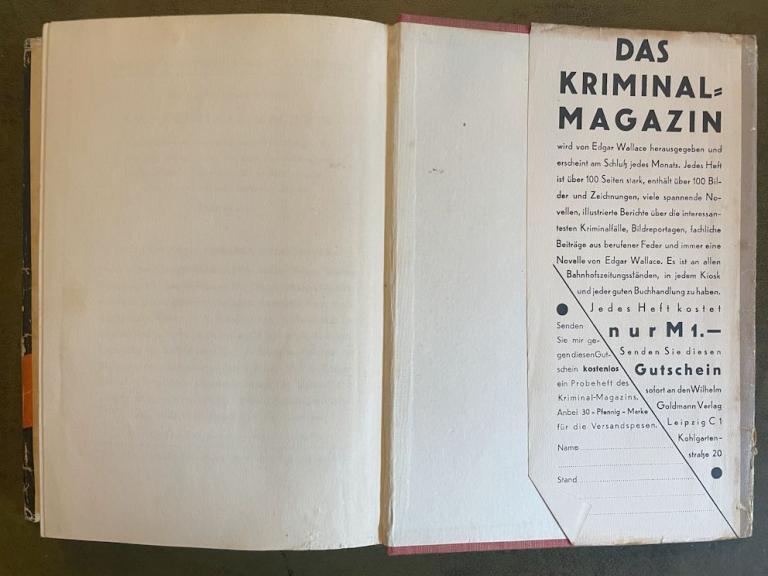 DAS
KRIMINAL=
MAGAZIN
wird von Edgar Wallace herausgegeben und
erscheint am Schluß jedes Monats. Jedes Heft
ist über 100 Seiten stark, enthält über 100 Bil-
der und Zeichnungen, viele spannende No-
vellen, illustrierte Berichte über die interessan-
testen Kriminalfälle, Bildreportagen, fachliche
Beiträge aus berufener Feder und immer eine
Novelle von Edgar Wallace. Es ist an allen
Bahnhofszeitungsständen, in jedem Kiosk
und jeder guten Buchhandlung zu haben.
Jedes Heft kostet
nur M 1.—
Senden Sie diesen
Gutschein
sofort an den Wilhelm
Goldmann Verlag
Leipzig C 1
Kohlgarten-
straße 20
Senden
Sie mir ge-
gen diesen Gut-
schein kostenlos
ein Probeheft des
Kriminal-Magazins.
Anbei 30-Pfennig-Marke
für die Versandspesen.
Name
Stand